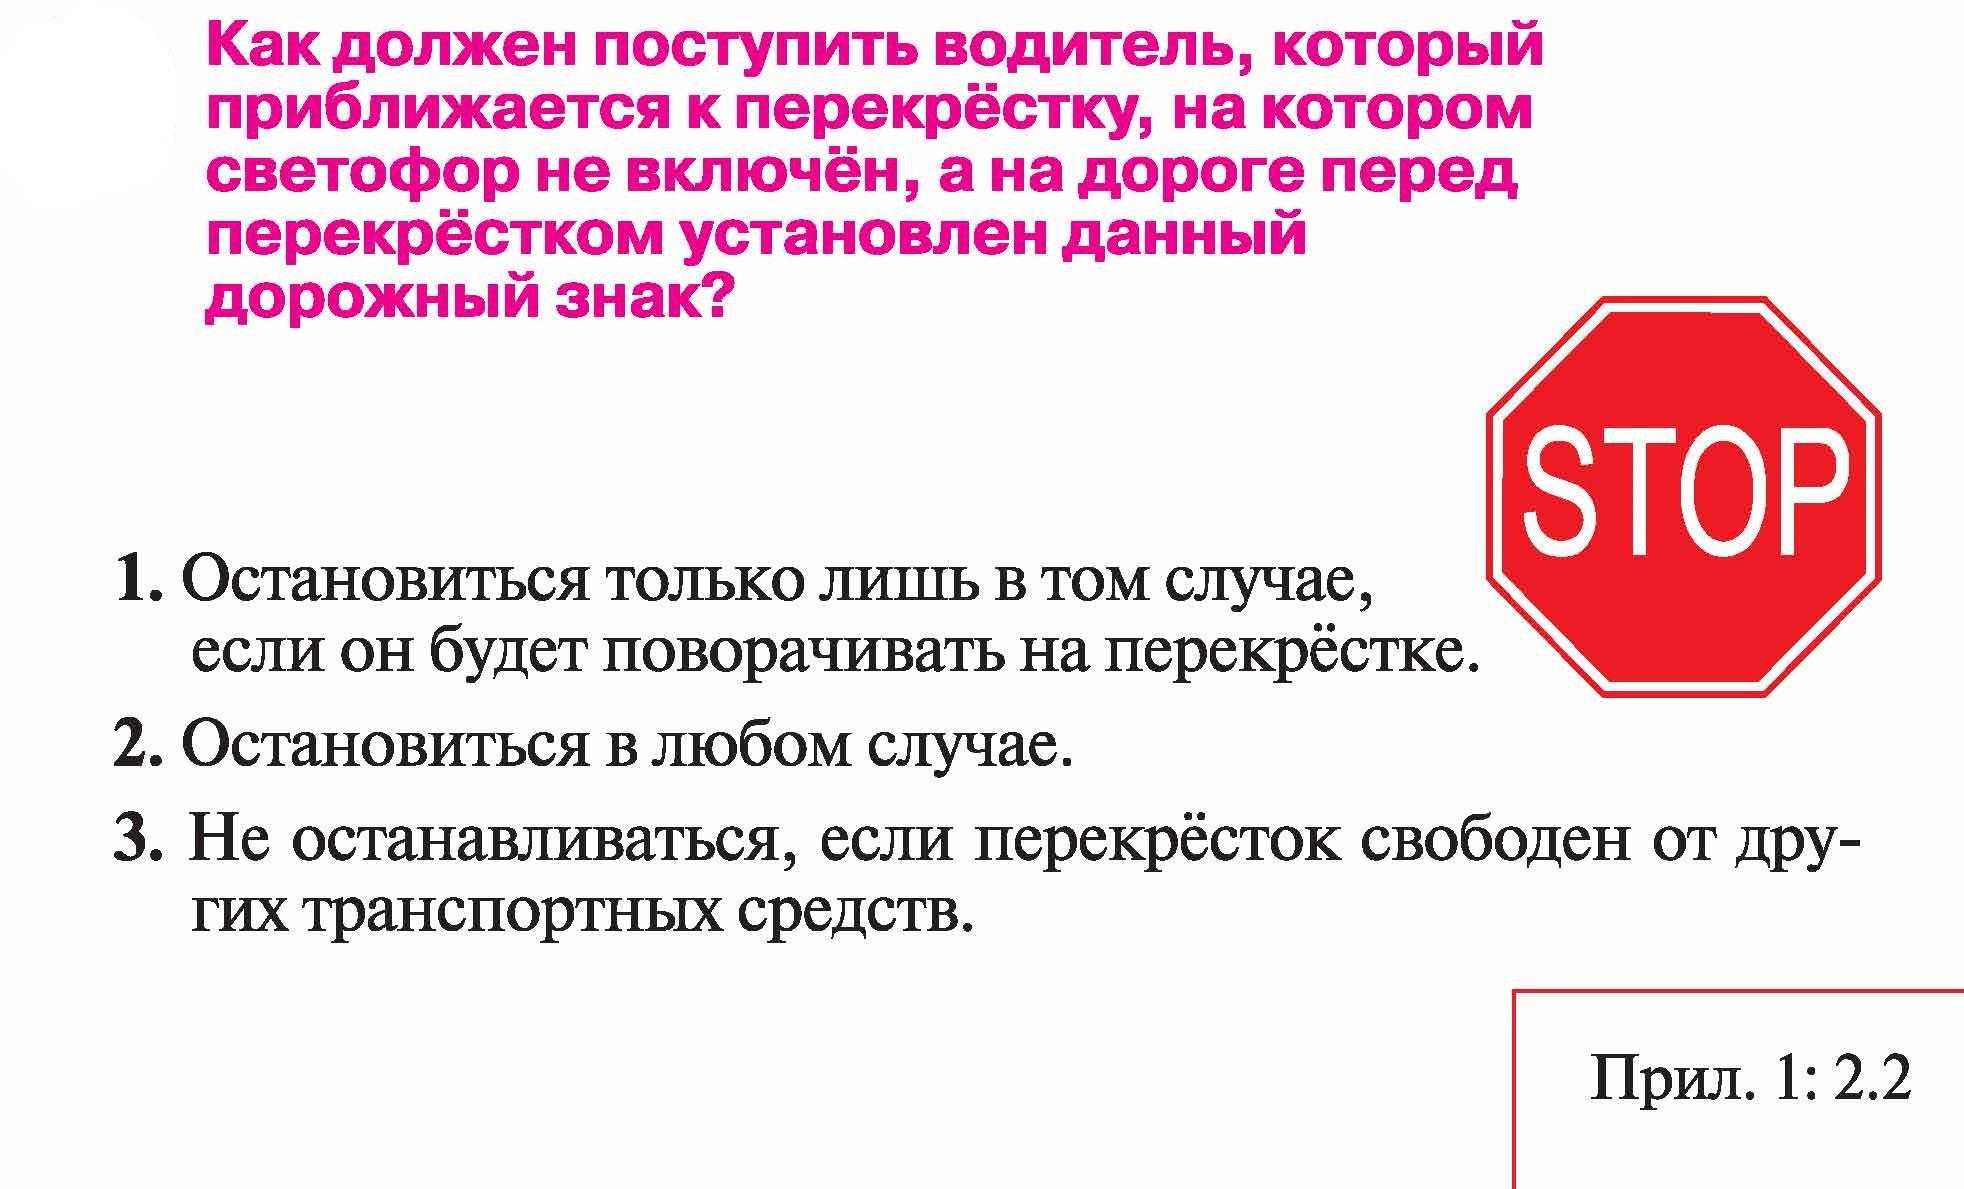 Как должен поступить водитель, который
приближается к перекрёстку, на котором
светофор не включён, а на дороге перед
перекрёстком установлен данный
дорожный знак?
STOP
1. Остановиться только лишь в том случае,
если он будет поворачивать на перекрёстке.
2. Остановиться в любом случае.
3. Не останавливаться, если перекрёсток свободен от дру-
гих транспортных средств.
Прил. 1: 2.2